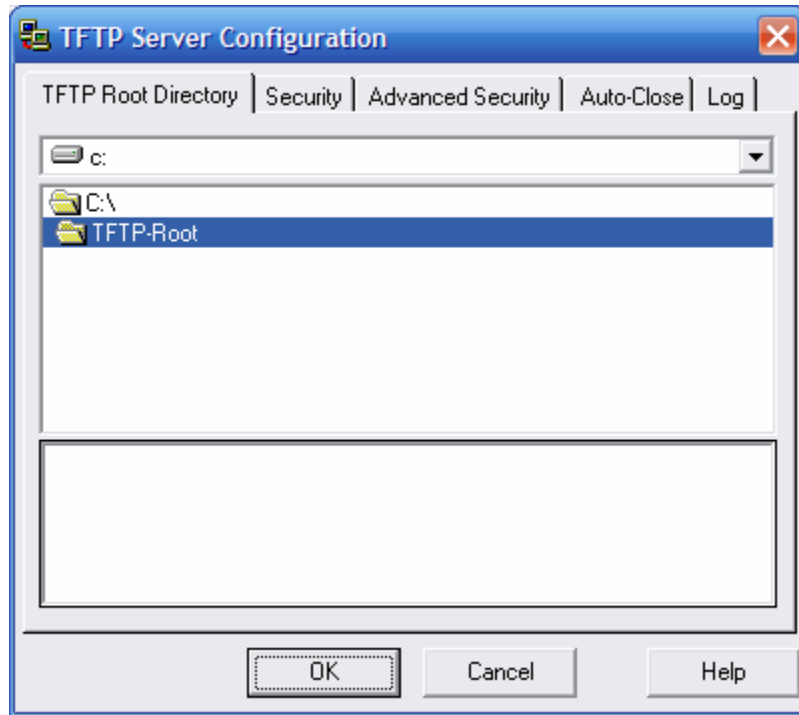 TFTP Server Configuration
TFTP Root Directory Security Advanced Security Auto-Close Log
c:
C:\
TFTP-Root
OK Cancel Help